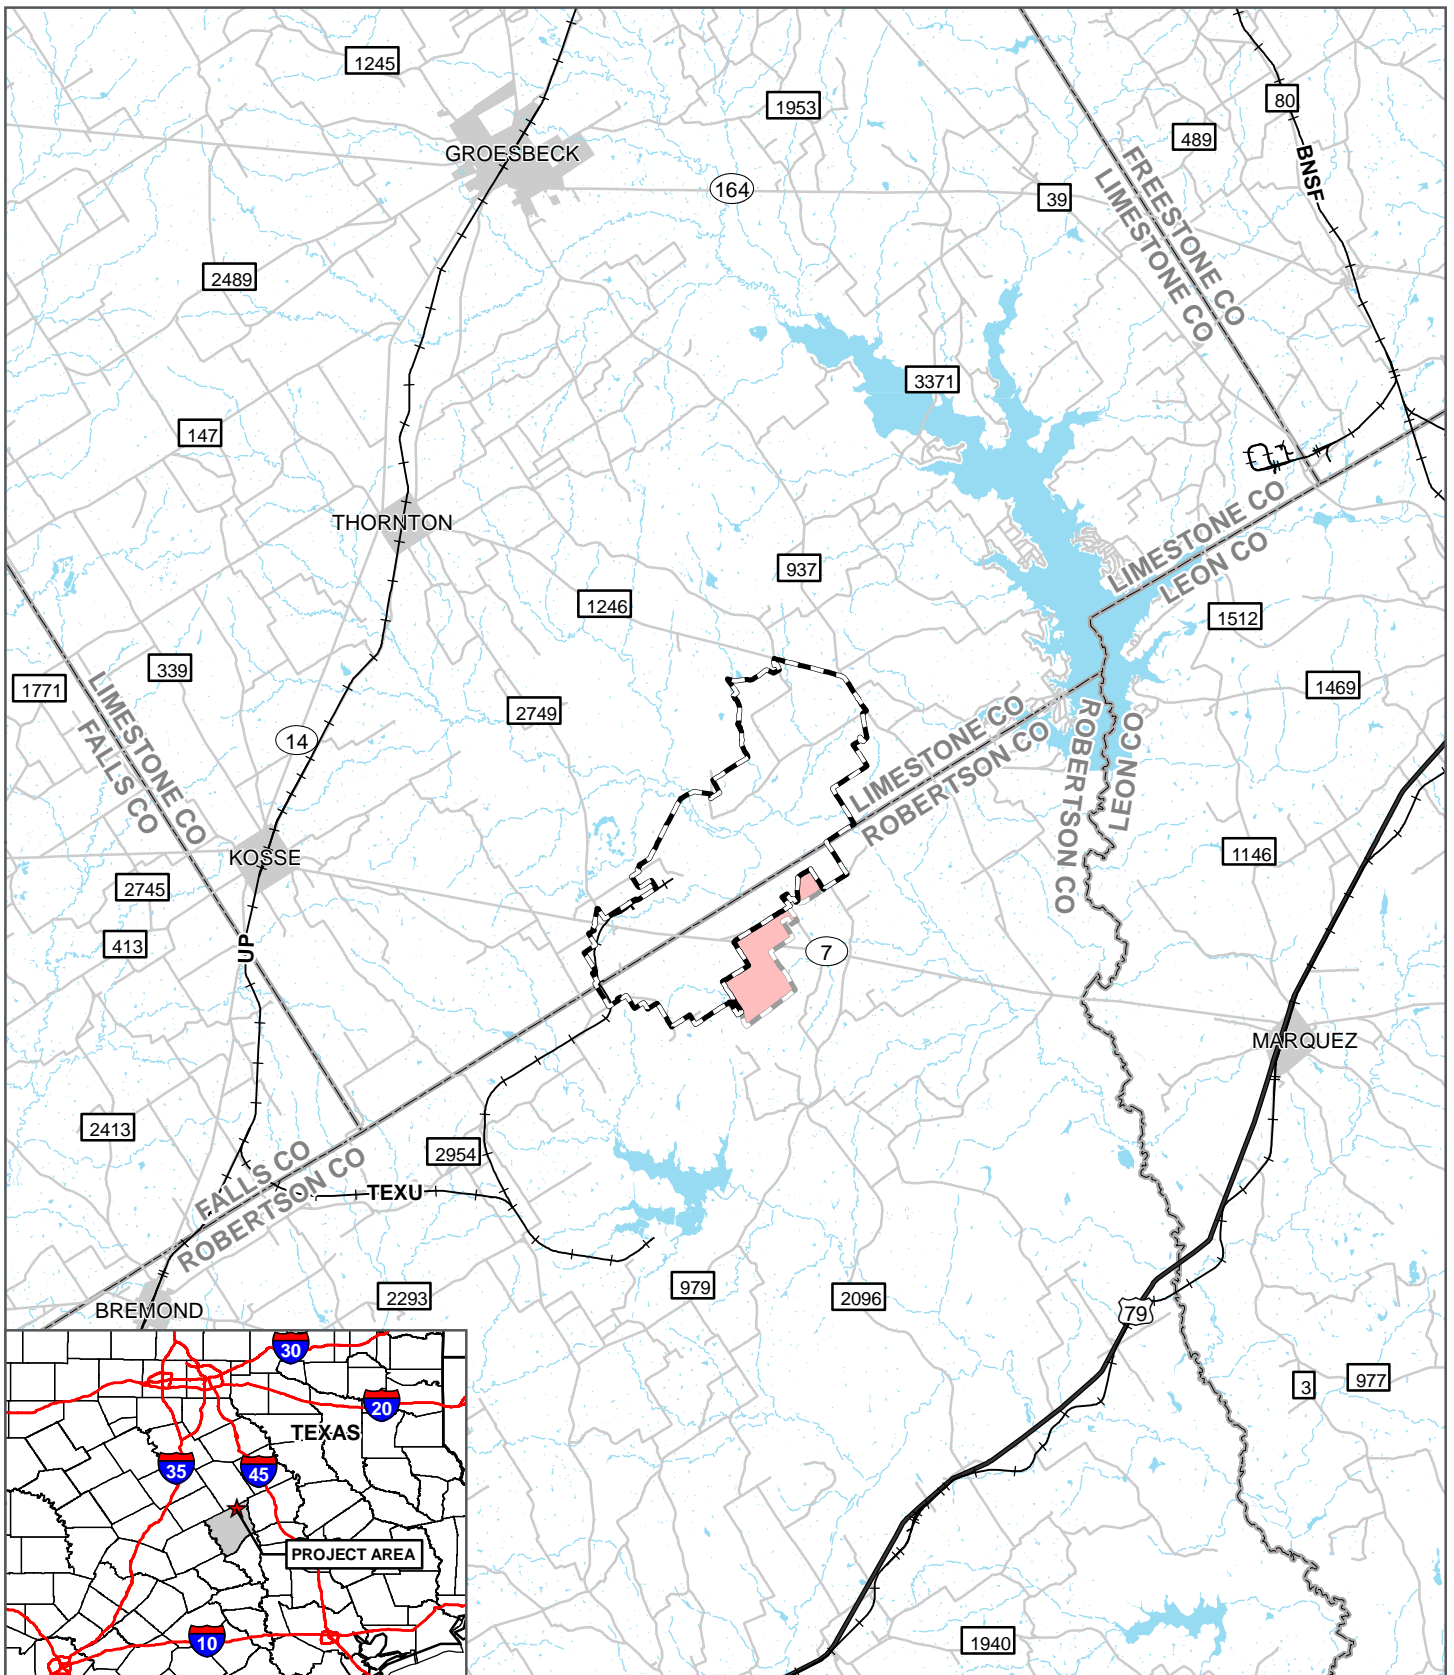 1245
1953
80
489
GROESBECK
BNSF
164
39
FREESTONE CO
LIMESTONE CO
2489
3371
147
THORNTON
LIMESTONE CO
LEON CO
937
1246
1512
339
1771
LIMESTONE CO
FALLS CO
1469
2749
14
LIMESTONE CO
ROBERTSON CO
ROBERTSON CO
LEON CO
KOSSE
1146
2745
413
UP
7
MARQUEZ
2413
2954
FALLS CO
ROBERTSON CO
TEXU
979
2096
2293
BREMOND
79
30
3
977
20
TEXAS
35
45
PROJECT AREA
10
1940